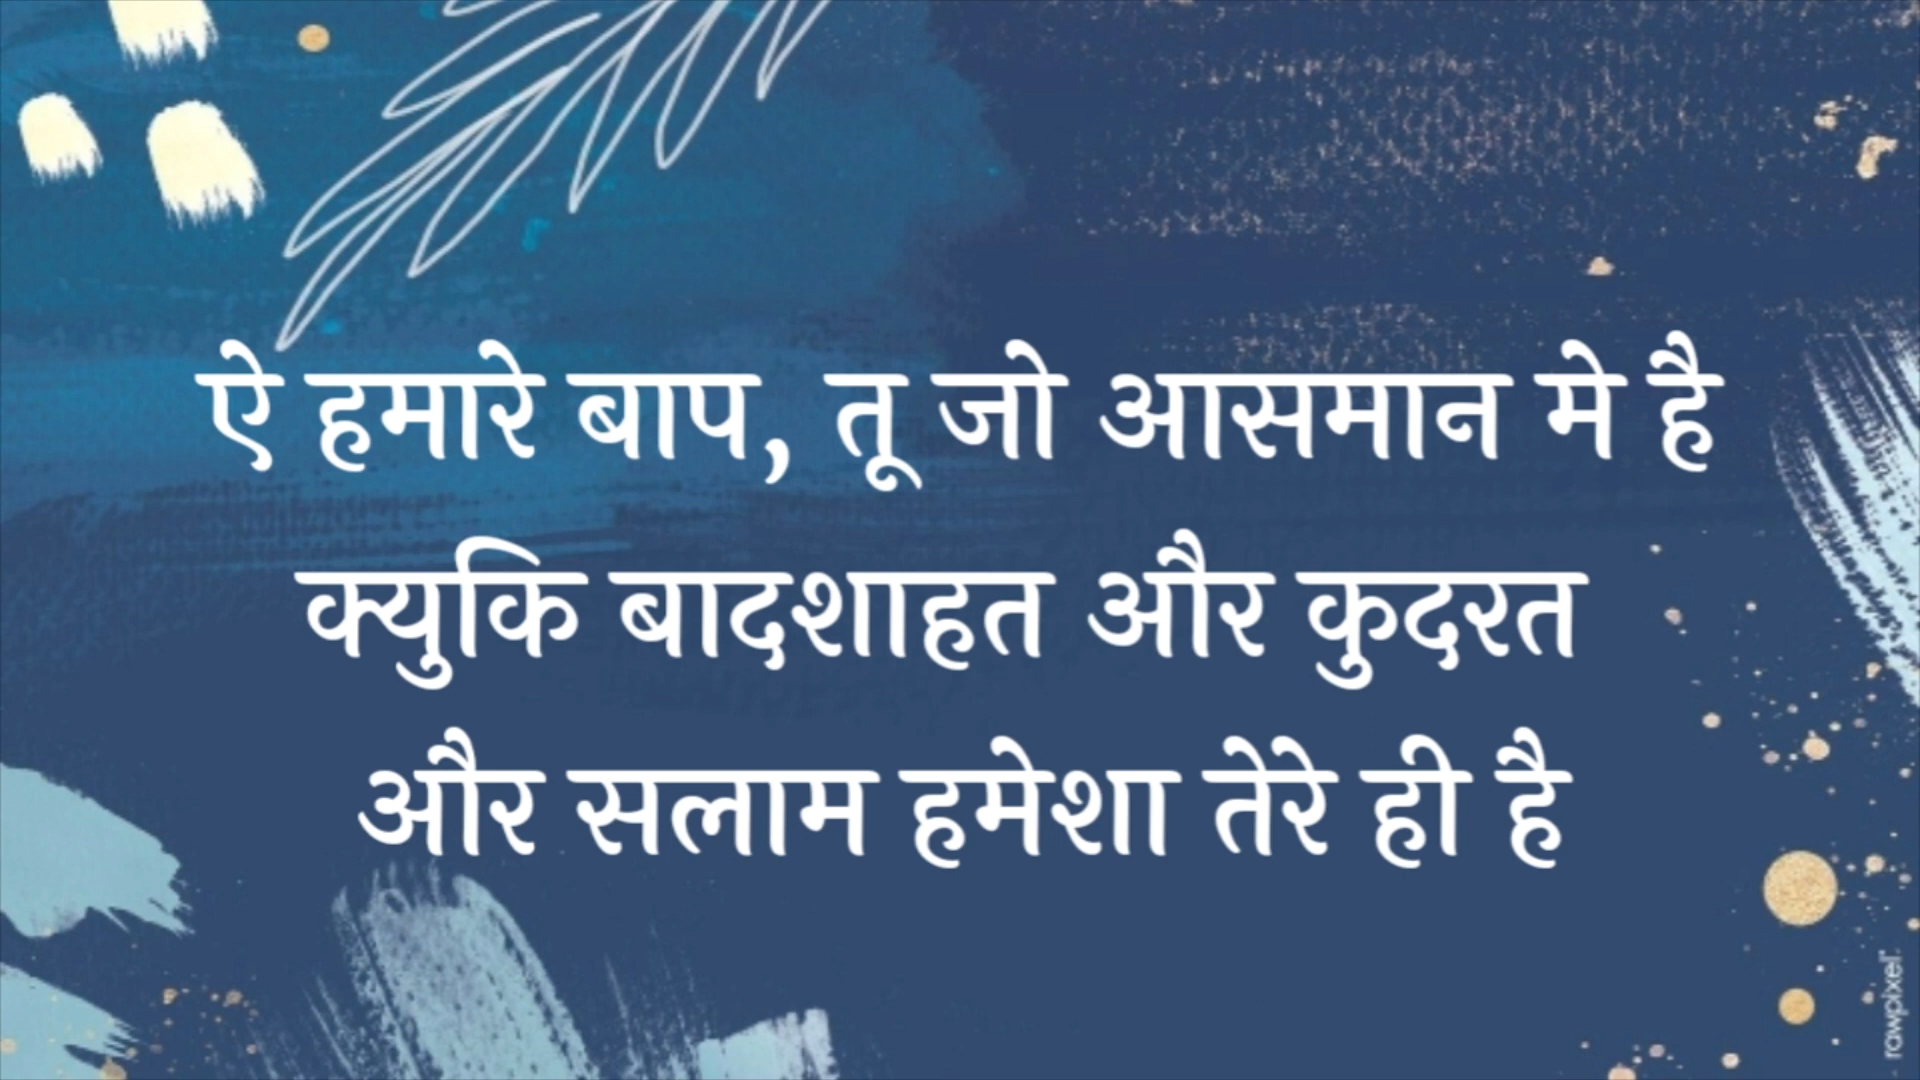 ऐ हमारे बाप, तू जो आसमान मे है
क्युकि बादशाहत और कुदरत
और सलाम हमेशा तेरे ही है
rawpixel